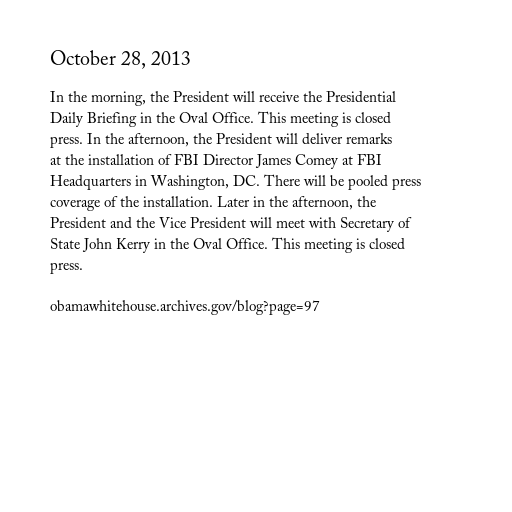 October 28, 2013
In the morning, the President will receive the Presidential
Daily Briefing in the Oval Office. This meeting is closed
press. In the afternoon, the President will deliver remarks
at the installation of FBI Director James Comey at FBI
Headquarters in Washington, DC. There will be pooled press
coverage of the installation. Later in the afternoon, the
President and the Vice President will meet with Secretary of
State John Kerry in the Oval Office. This meeting is closed
press.
obamawhitehouse.archives.gov/blog?page=97